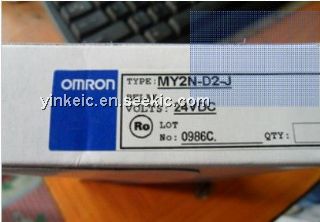 OMRON
TYPE: MY2N-D2-J
RELAY
VOLTS: 24VDC
Ro
LOT
No: 0986C.
QTY:
yinkeic.en.seekic.com